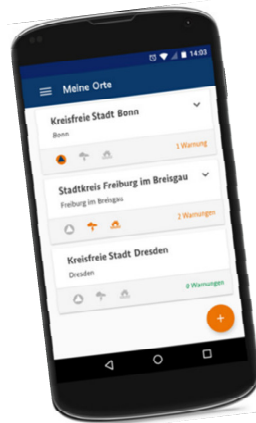 14:03
Meine Orte
Kreisfreie Stadt Bonn
Bonn
1 Warnung
Stadtkreis Freiburg im Breisgau
Freiburg im Breisgau
2 Warnungen
Kreisfreie Stadt Dresden
Dresden
0 Warnungen